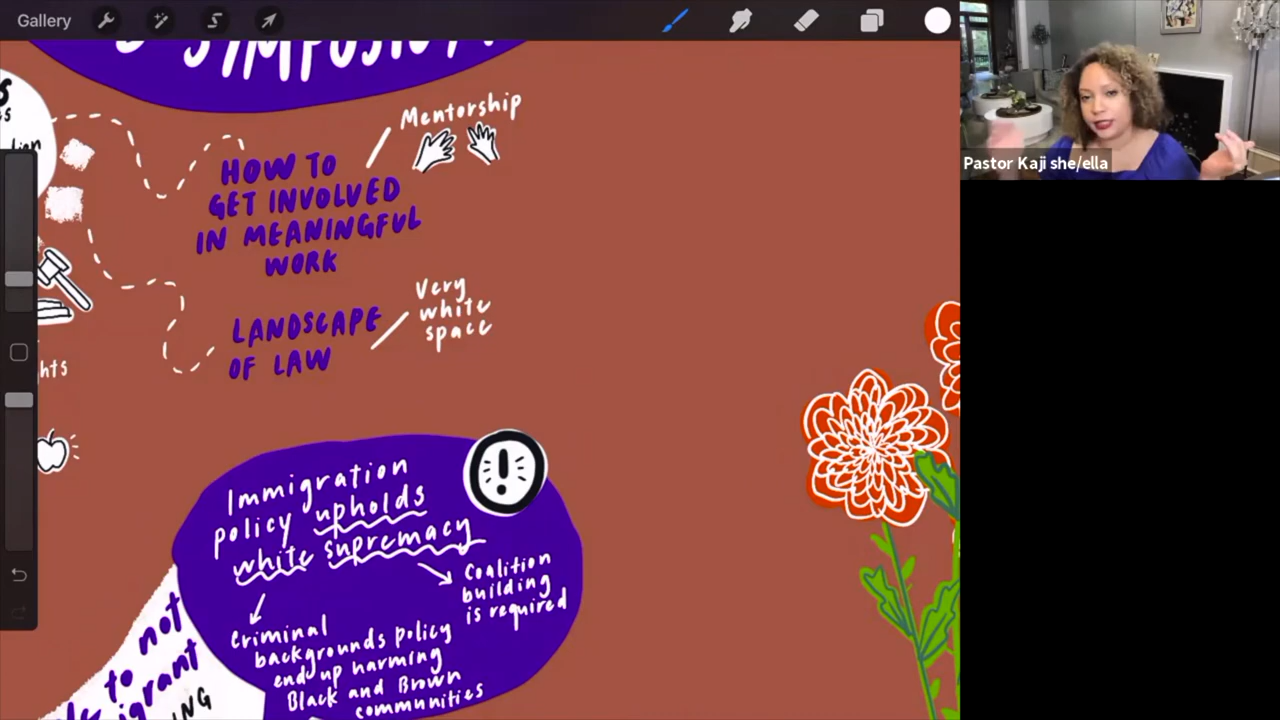 Gallery
S
HOW TO
GET INVOLVED
IN MEANINGFUL
WORK
Mentorship
LANDSCAPE
OF LAW
Very
white
space
Immigration
policy upholds
white supremacy
Coalition
building
is required
Criminal
backgrounds policy
end up harming
Black and Brown
communities
to not
Pastor Kaji she/ella